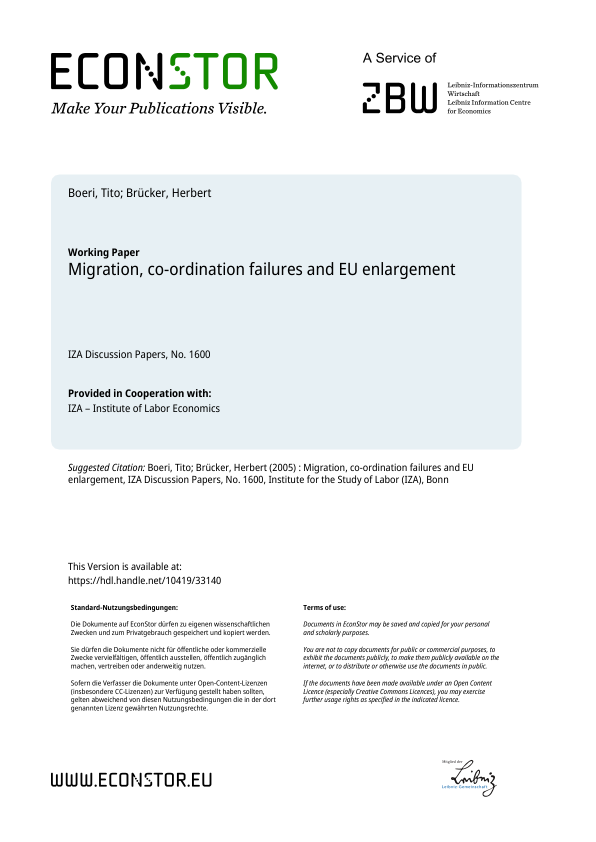 ECONSTOR
Make Your Publications Visible.
A Service of
ZBW
Leibniz-Informationszentrum
Wirtschaft
Leibniz Information Centre
for Economics
Boeri, Tito; Brücker, Herbert
Working Paper
Migration, co-ordination failures and EU enlargement
IZA Discussion Papers, No. 1600
Provided in Cooperation with:
IZA – Institute of Labor Economics
Suggested Citation: Boeri, Tito; Brücker, Herbert (2005) : Migration, co-ordination failures and EU
enlargement, IZA Discussion Papers, No. 1600, Institute for the Study of Labor (IZA), Bonn
This Version is available at:
https://hdl.handle.net/10419/33140
Standard-Nutzungsbedingungen:
Die Dokumente auf EconStor dürfen zu eigenen wissenschaftlichen
Zwecken und zum Privatgebrauch gespeichert und kopiert werden.
Sie dürfen die Dokumente nicht für öffentliche oder kommerzielle
Zwecke vervielfältigen, öffentlich ausstellen, öffentlich zugänglich
machen, vertreiben oder anderweitig nutzen.
Sofern die Verfasser die Dokumente unter Open-Content-Lizenzen
(insbesondere CC-Lizenzen) zur Verfügung gestellt haben sollten,
gelten abweichend von diesen Nutzungsbedingungen die in der dort
genannten Lizenz gewährten Nutzungsrechte.
Terms of use:
Documents in EconStor may be saved and copied for your personal
and scholarly purposes.
You are not to copy documents for public or commercial purposes, to
exhibit the documents publicly, to make them publicly available on the
internet, or to distribute or otherwise use the documents in public.
If the documents have been made available under an Open Content
Licence (especially Creative Commons Licences), you may exercise
further usage rights as specified in the indicated licence.
WWW.ECONSTOR.EU
Mitglied der
Leibniz
Leibniz-Gemeinschaft